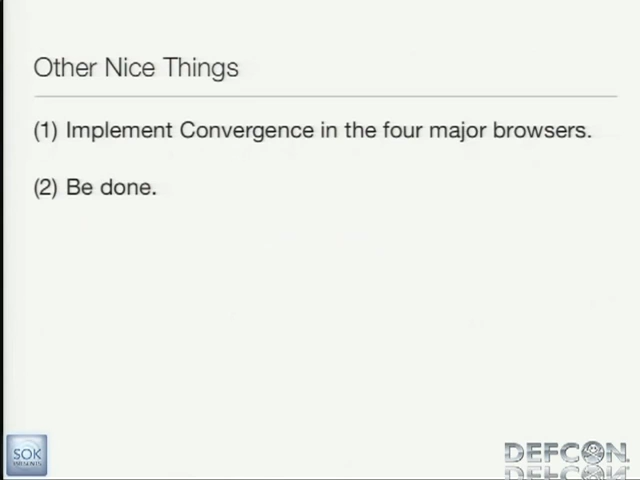 Other Nice Things
(1) Implement Convergence in the four major browsers.
(2) Be done.
SOK
DEFCON